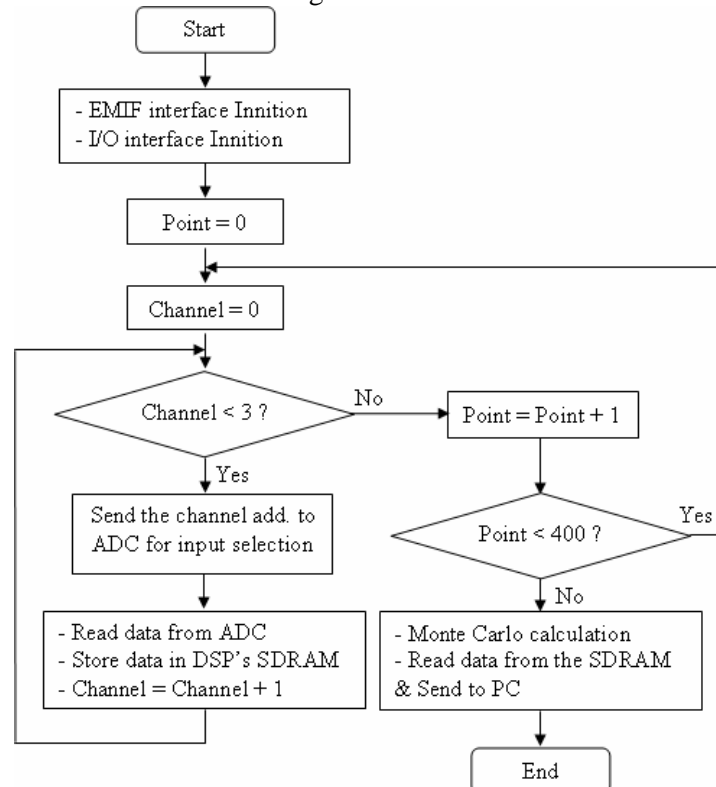 Start
- EMIF interface Innition
- I/O interface Innition
Point = 0
Channel = 0
Channel < 3 ?
No
Point = Point + 1
Yes
Send the channel add. to
ADC for input selection
Point < 400 ?
Yes
No
- Read data from ADC
- Store data in DSP's SDRAM
- Channel = Channel + 1
- Monte Carlo calculation
- Read data from the SDRAM
& Send to PC
End